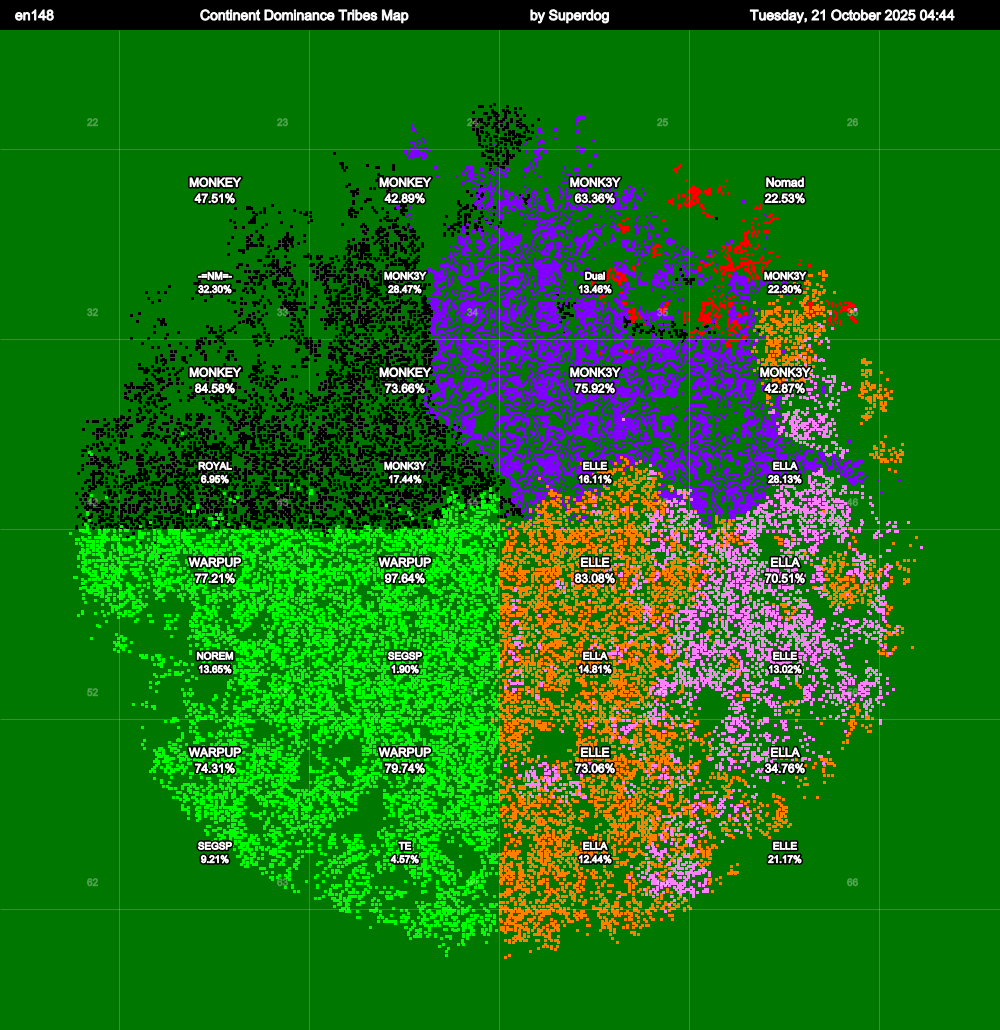 en148 Continent Dominance Tribes Map by Superdog Tuesday, 21 October 2025 04:44
22 23 25 26
MONKEY MONKEY MONK3Y Nomad
47.51% 42.89% 63.36% 22.53%
-=NM=- MONK3Y Dual MONK3Y
32.30% 28.47% 13.46% 22.30%
32 33 34 35
MONKEY MONKEY MONK3Y MONK3Y
84.58% 73.66% 75.92% 42.87%
ROYAL MONK3Y ELLE ELLA
6.95% 17.44% 16.11% 28.13%
WARPUP WARPUP ELLE ELLA
77.21% 97.64% 83.08% 70.51%
NOREM SEGSP ELLA ELLE
13.65% 1.90% 14.81% 13.02%
52
WARPUP WARPUP ELLE ELLA
74.31% 79.74% 73.06% 34.76%
SEGSP TE ELLA ELLE
9.21% 4.57% 12.44% 21.17%
62 63 66